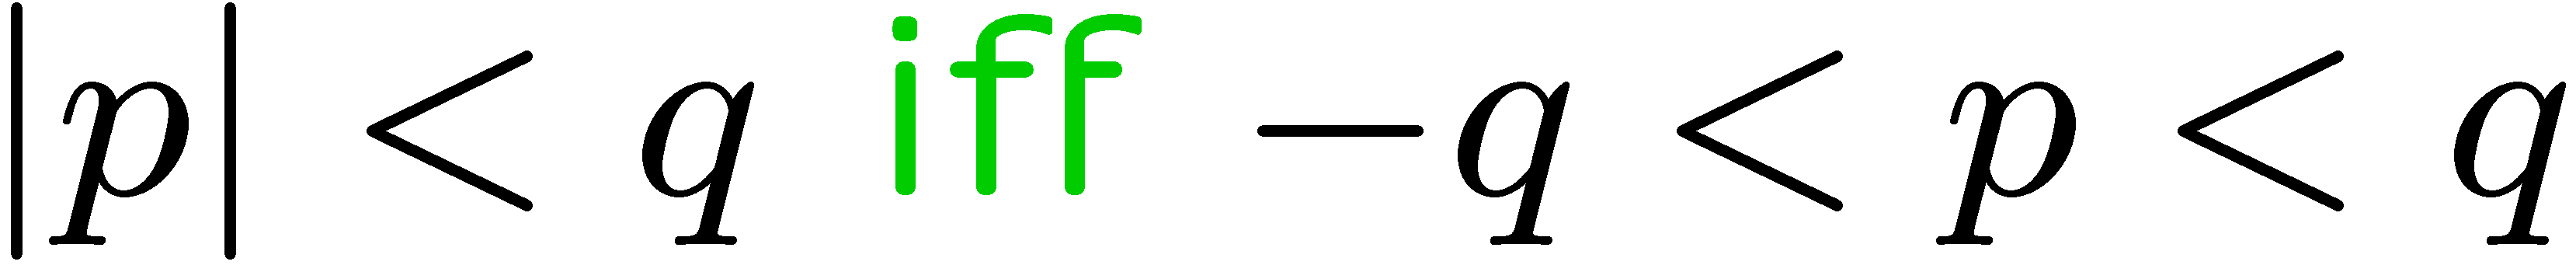 |p| < q iff −q < p < q